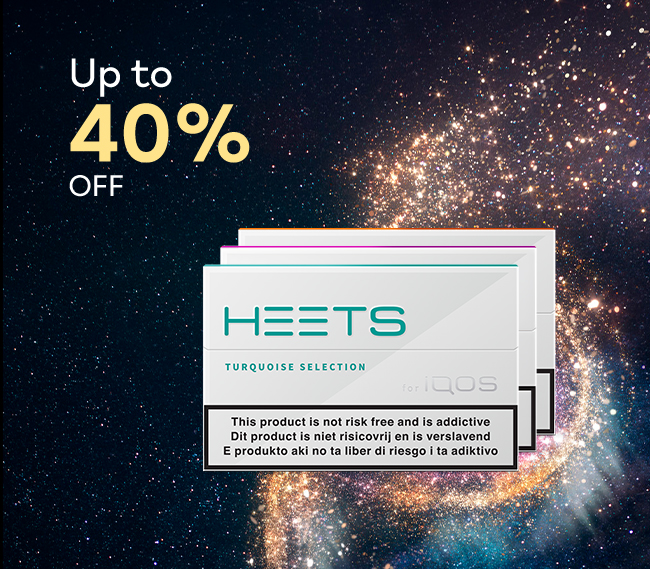 Up to
40%
OFF
HEETS
TURQUOISE SELECTION
for IQOS
This product is not risk free and is addictive
Dit product is niet risicovrij en is verslavend
E produkto aki no ta liber di riesgo i ta adiktivo